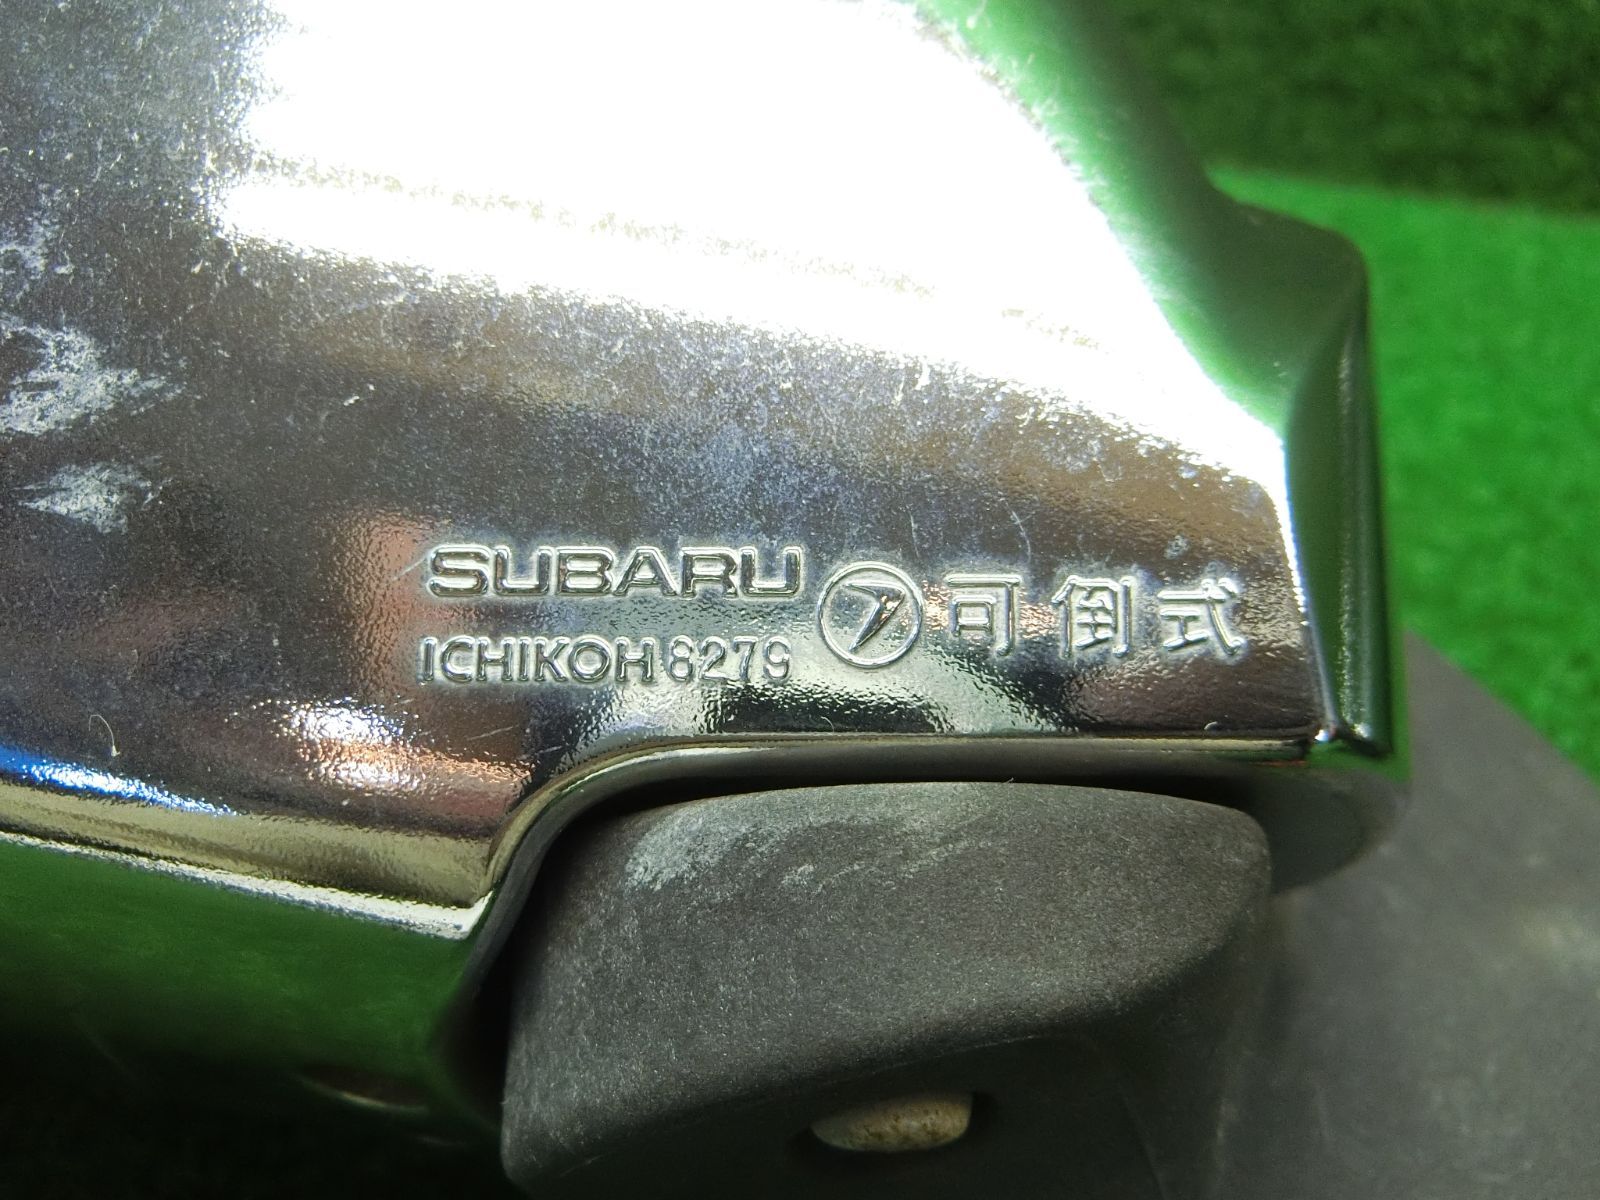 SUBARU
ICHIKOH 8279
可倒式